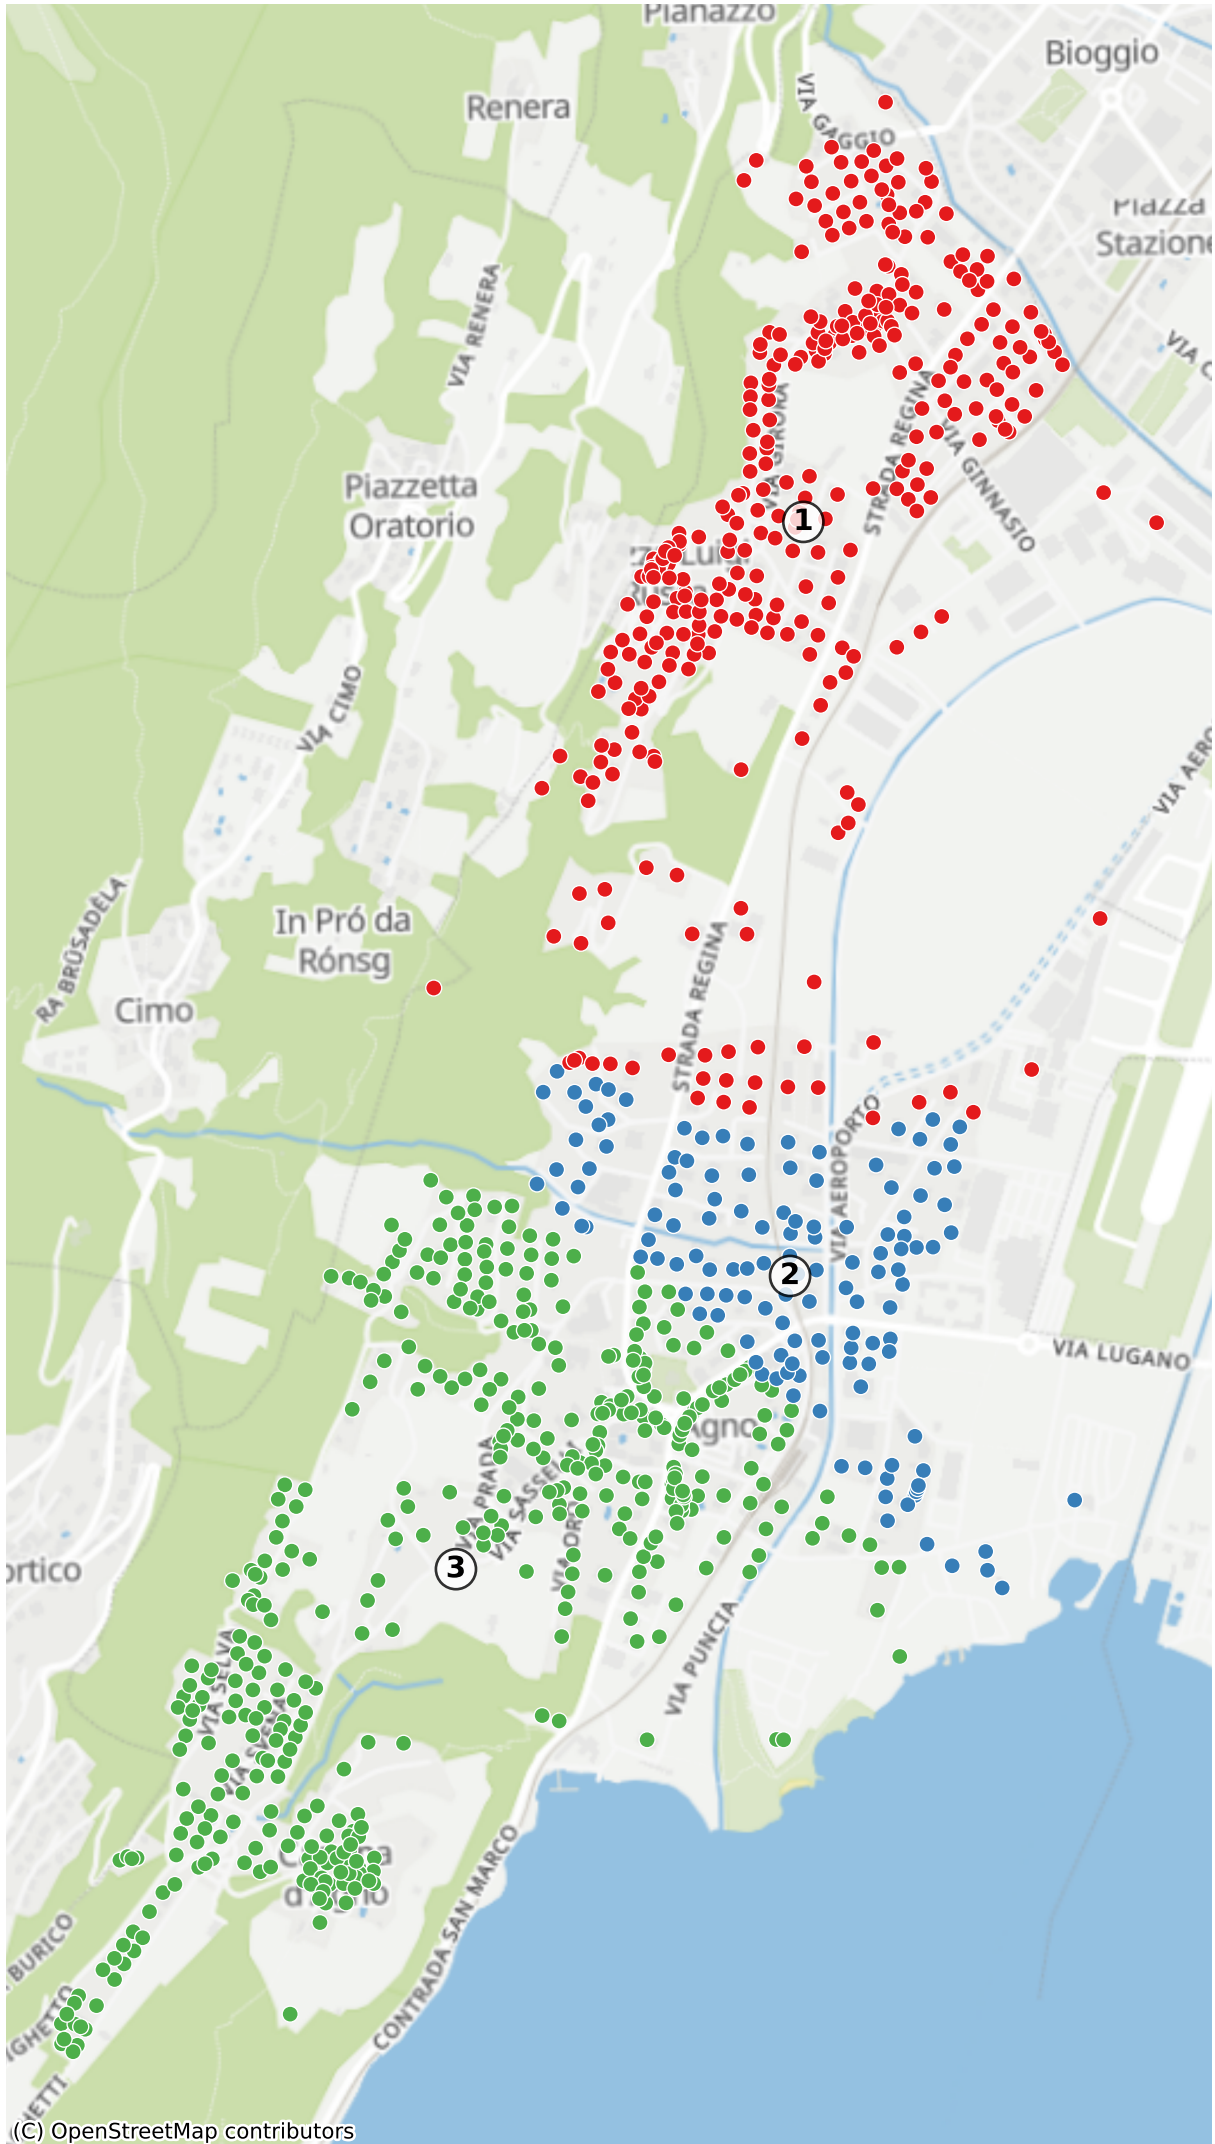 Pianazzo
Bioggio
Renera
VIA GAGGIO
Piazza
Stazione
VIA RENERA
VIA GIRORA
STRADA REGINA
VIA GINNASIO
Piazzetta
Oratorio
1
VIA CIMO
VIA AERO
RA BRÜSADÈLA
In Pró da
Rónsg
Cimo
STRADA REGINA
VIA AEROPORTO
2
VIA LUGANO
Agno
VIA PRADA
VIA SASSELLI
3
VIA PUNCIA
VIA SELVA
d'Agno
CONTRADA SAN MARCO
BURICO
(C) OpenStreetMap contributors